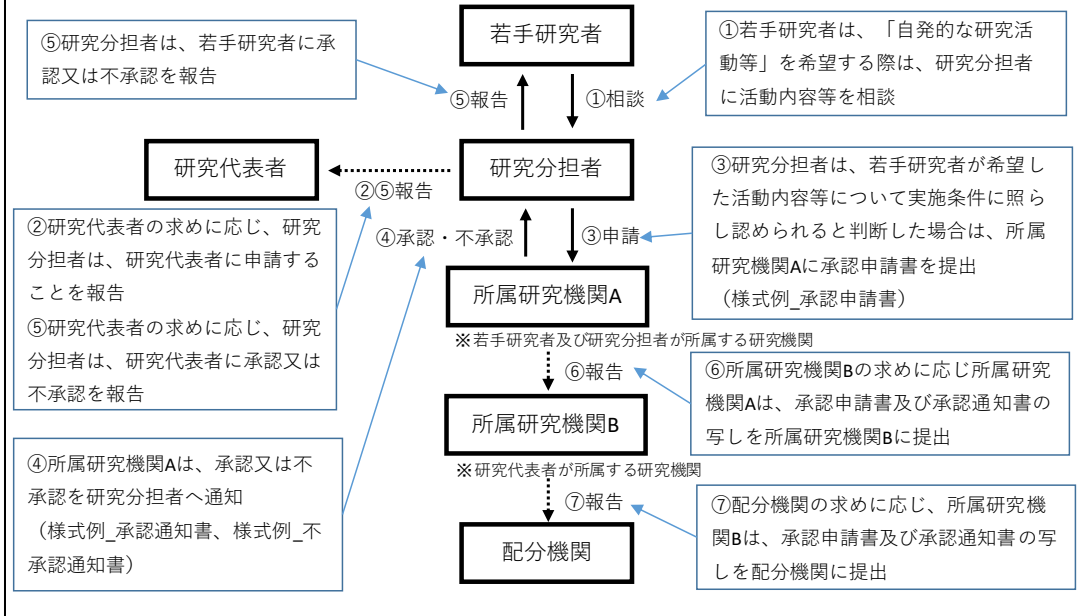 ⑤研究分担者は、若手研究者に承
認又は不承認を報告
若手研究者
①若手研究者は、「自発的な研究活
動等」を希望する際は、研究分担者
に活動内容等を相談
⑤報告
①相談
研究代表者
研究分担者
②⑤報告
③研究分担者は、若手研究者が希望し
た活動内容等について実施条件に照ら
し認められると判断した場合は、所属
研究機関Aに承認申請書を提出
(様式例_承認申請書)
②研究代表者の求めに応じ、研究
分担者は、研究代表者に申請する
ことを報告
⑤研究代表者の求めに応じ、研究
分担者は、研究代表者に承認又は
不承認を報告
④承認・不承認
③申請
所属研究機関A
※若手研究者及び研究分担者が所属する研究機関
⑥報告
⑥所属研究機関Bの求めに応じ所属研究
機関Aは、承認申請書及び承認通知書の
写しを所属研究機関Bに提出
所属研究機関B
※研究代表者が所属する研究機関
④所属研究機関Aは、承認又は不
承認を研究分担者へ通知
(様式例_承認通知書、様式例_不
承認通知書)
⑦報告
⑦配分機関の求めに応じ、所属研究機
関Bは、承認申請書及び承認通知書の写
しを配分機関に提出
配分機関